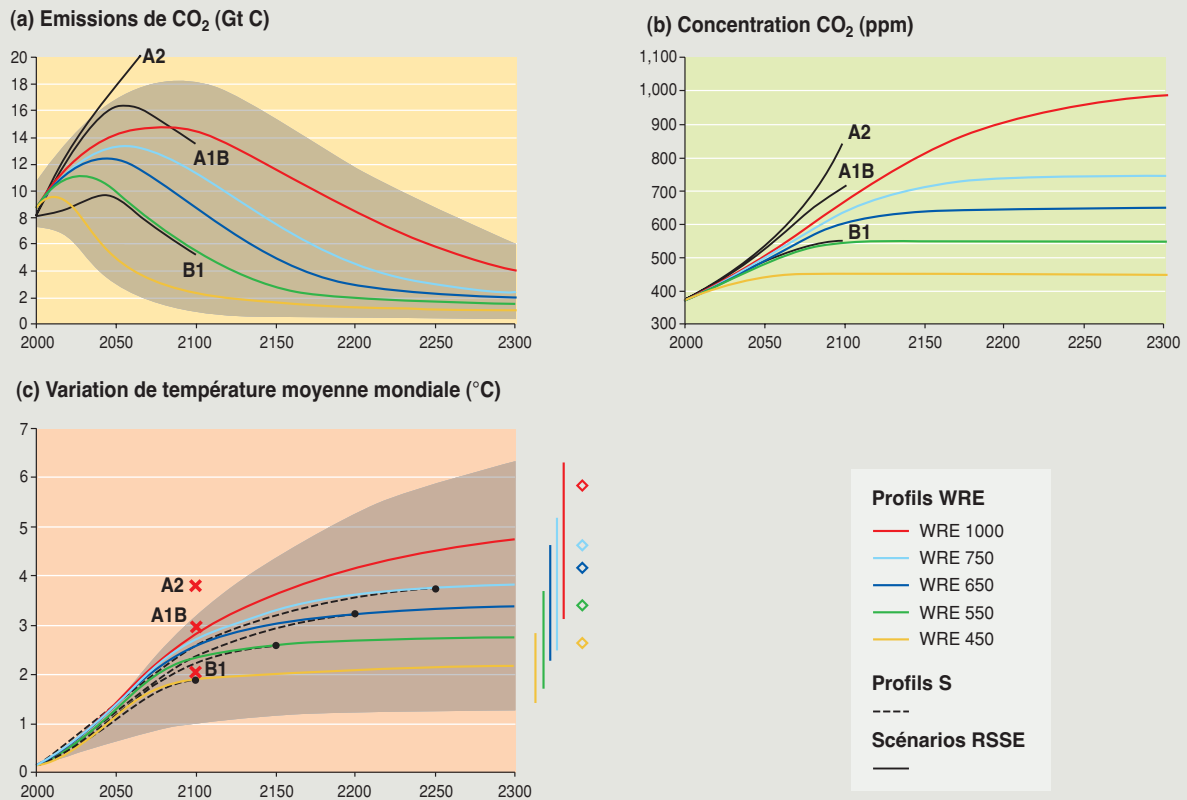 (a) Emissions de CO₂ (Gt C)
20
18
16
14
12
10
8
6
4
2
0
A2
A1B
B1
2000 2050 2100 2150 2200 2250 2300
(b) Concentration CO₂ (ppm)
1,100
1,000
900
800
700
600
500
400
300
A2
A1B
B1
2000 2050 2100 2150 2200 2250 2300
(c) Variation de température moyenne mondiale (°C)
7
6
5
4
3
2
1
0
A2
A1B
B1
2000 2050 2100 2150 2200 2250 2300
Profils WRE
WRE 1000
WRE 750
WRE 650
WRE 550
WRE 450
Profils S
Scénarios RSSE